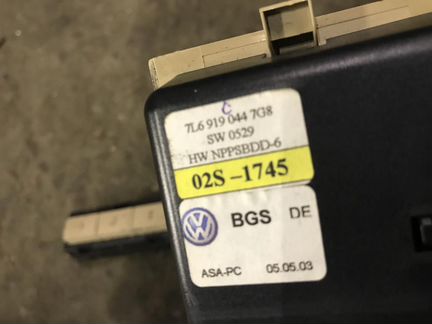 C
7L6 919 044 7G8
SW 0529
HW NPPSBDD-6
02S -1745
BGS DE
ASA-PC 05.05.03